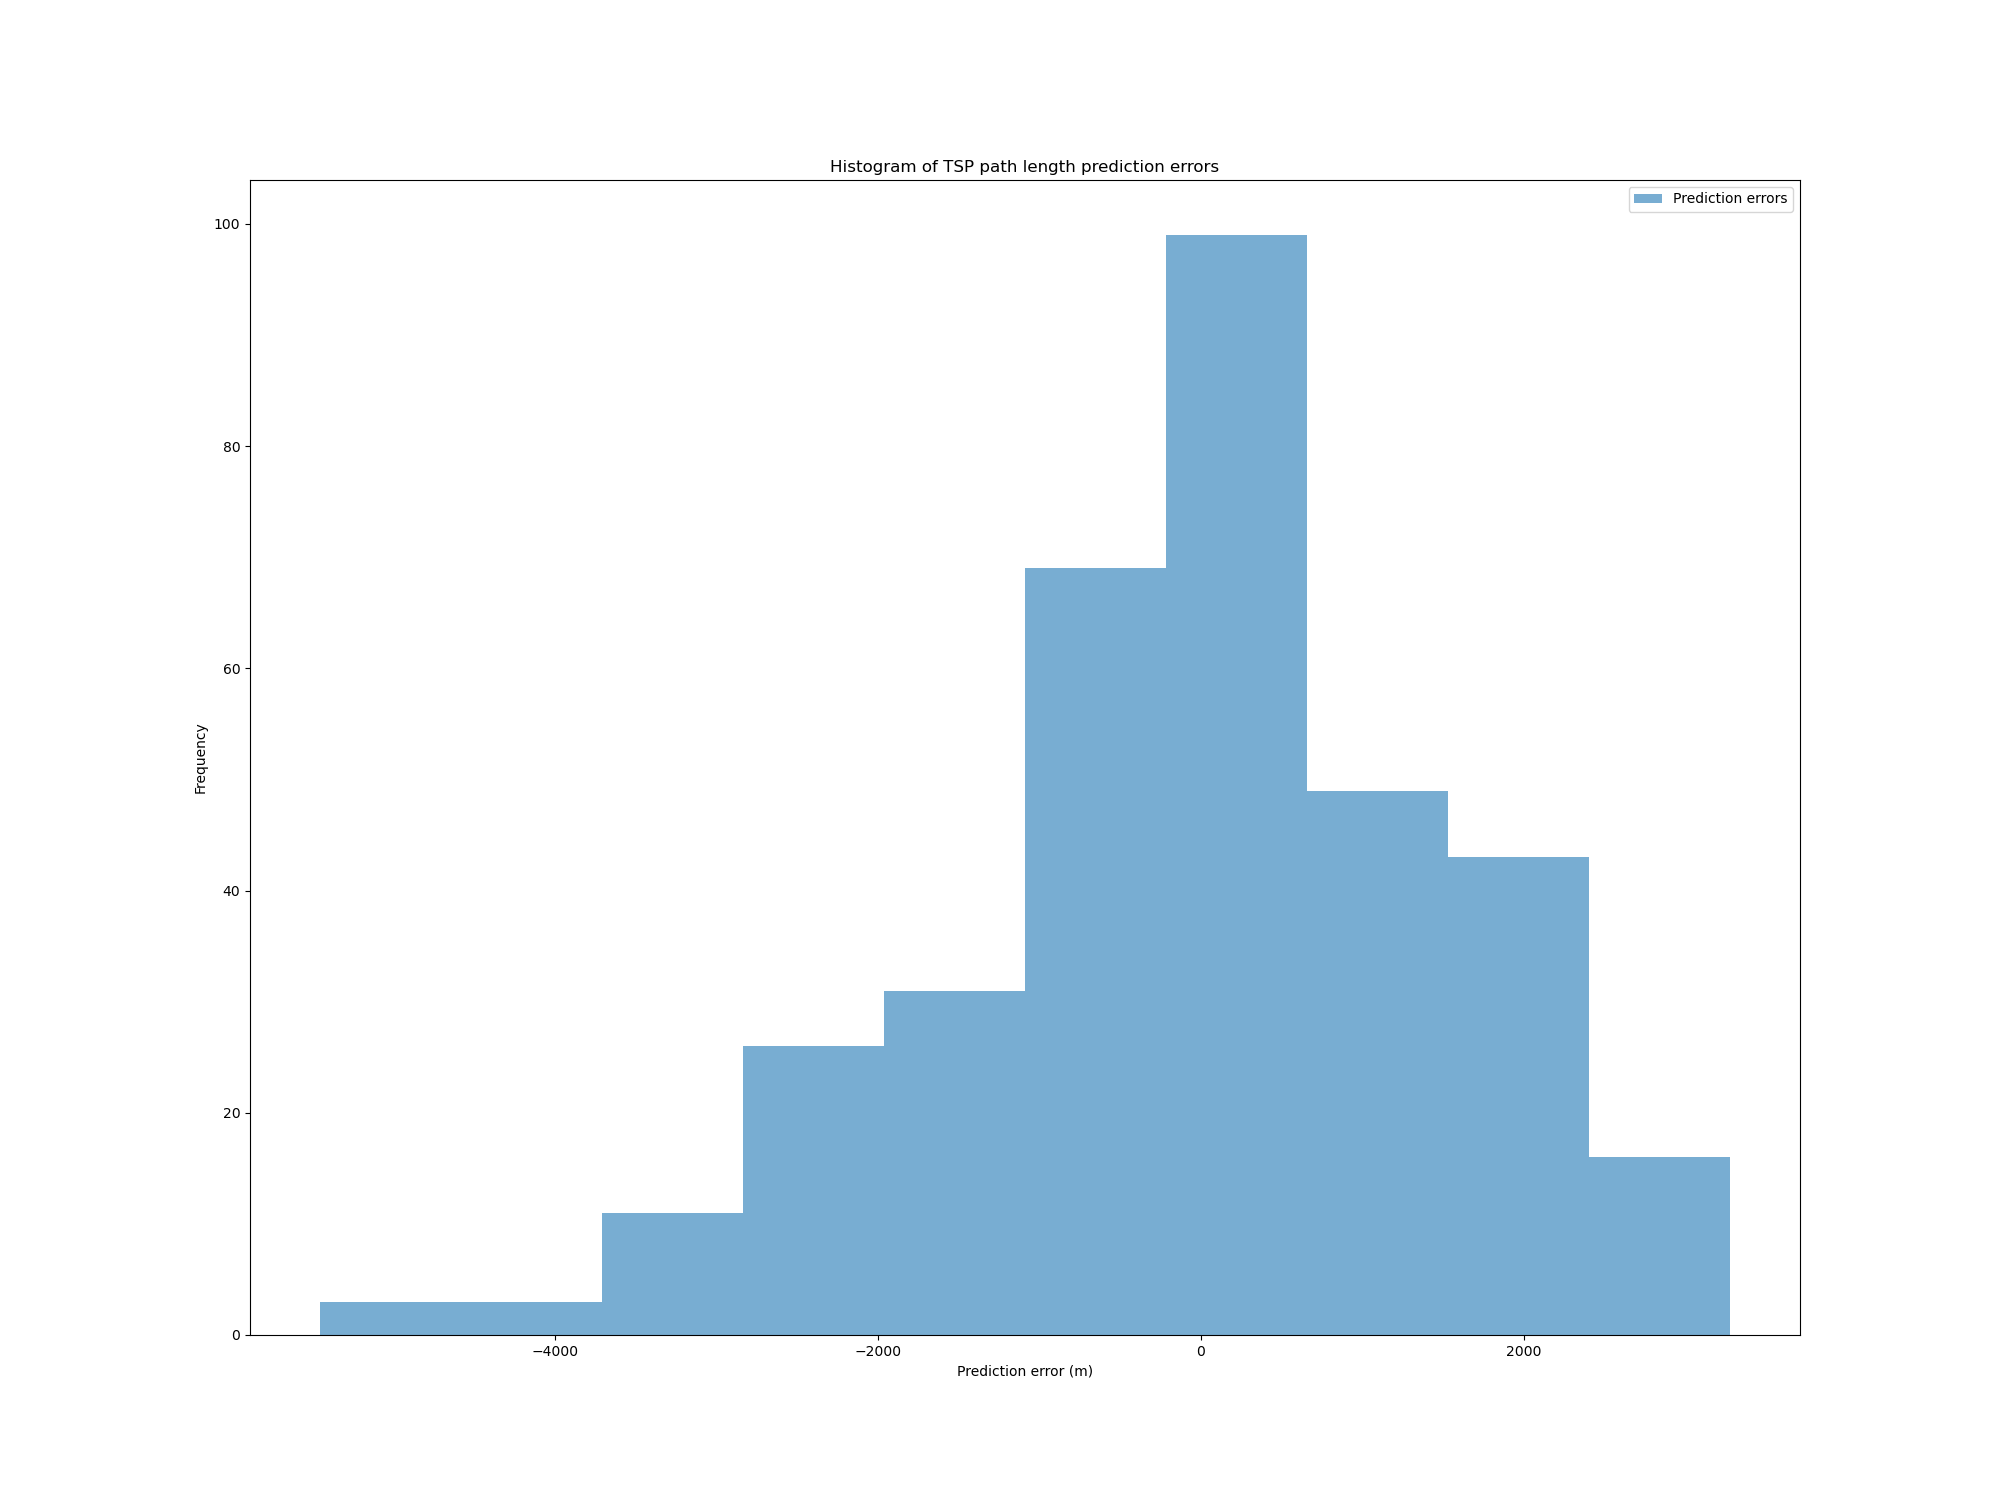 Histogram of TSP path length prediction errors
Prediction errors
100
80
60
40
20
0
Frequency
−4000
−2000
0
2000
Prediction error (m)